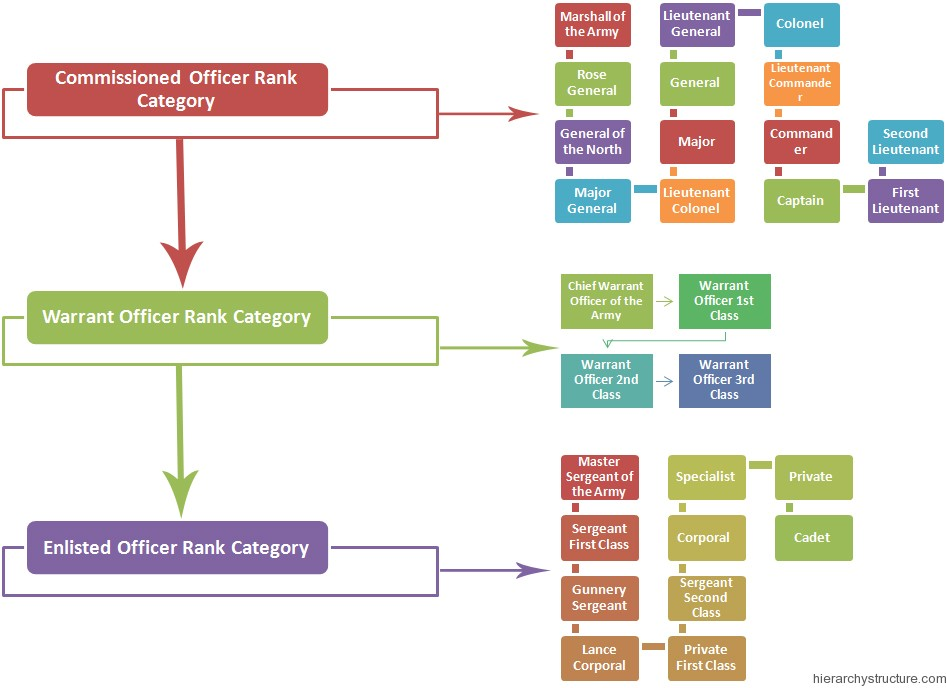 Commissioned Officer Rank
Category
Marshall of
the Army
Rose
General
General of
the North
Major
General
Lieutenant
General
General
Major
Lieutenant
Colonel
Colonel
Lieutenant
Commande
r
Command
er
Captain
Second
Lieutenant
First
Lieutenant
Warrant Officer Rank Category
Chief Warrant
Officer of the
Army
Warrant
Officer 1st
Class
Warrant
Officer 2nd
Class
Warrant
Officer 3rd
Class
Enlisted Officer Rank Category
Master
Sergeant of
the Army
Sergeant
First Class
Gunnery
Sergeant
Lance
Corporal
Specialist
Corporal
Sergeant
Second
Class
Private
First Class
Private
Cadet
hierarchystructure.com